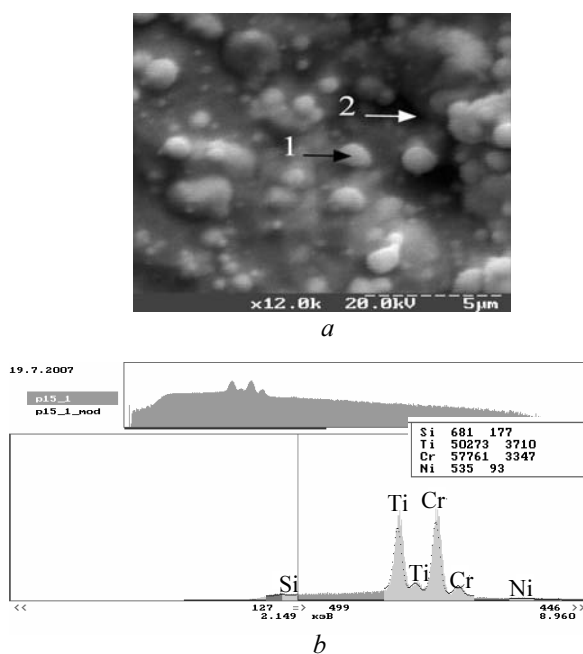 2
1
x12.0k 20.0kV 5µm
a
19.7.2007
p15_1
p15_1_mod
Si 681 177
Ti 50273 3710
Cr 57761 3347
Ni 535 93
Ti Cr
Si Ti Cr Ni
<< 127 => 499 446 >>
2.149 кэВ 8.960
b